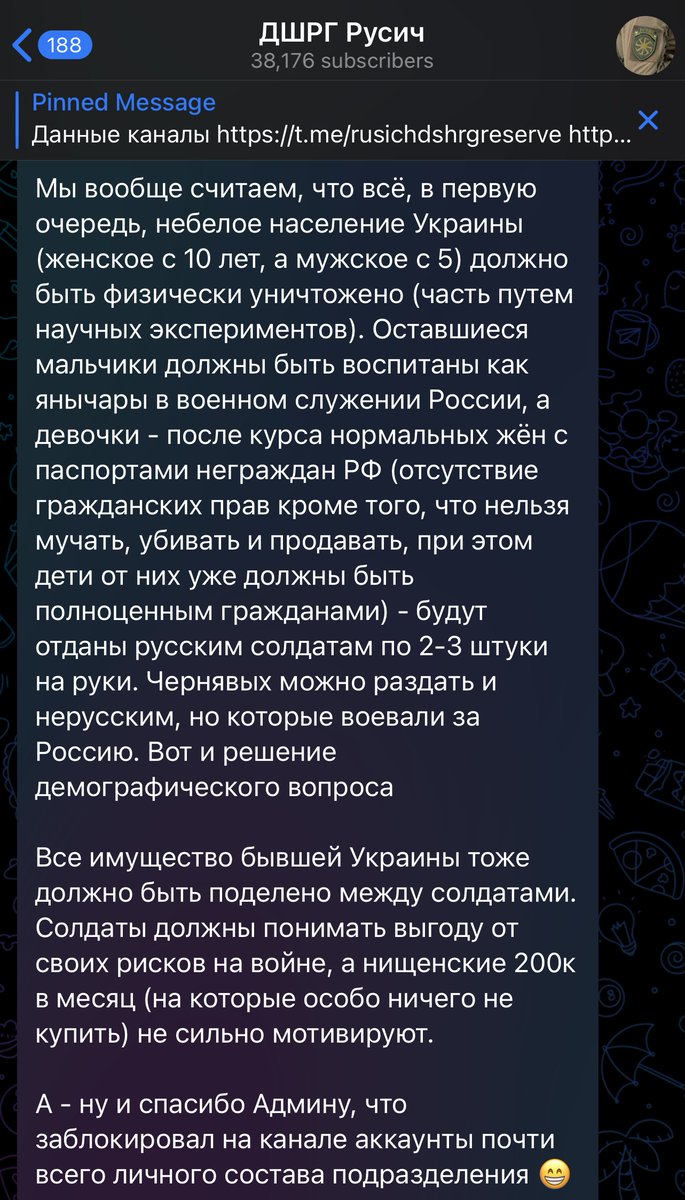 188
ДШРГ Русич
38,176 subscribers
Pinned Message
Данные каналы https://t.me/rusichdshrgreserve http...
Мы вообще считаем, что всё, в первую
очередь, небелое население Украины
(женское с 10 лет, а мужское с 5) должно
быть физически уничтожено (часть путем
научных экспериментов). Оставшиеся
мальчики должны быть воспитаны как
янычары в военном служении России, а
девочки - после курса нормальных жён с
паспортами неграждан РФ (отсутствие
гражданских прав кроме того, что нельзя
мучать, убивать и продавать, при этом
дети от них уже должны быть
полноценным гражданами) - будут
отданы русским солдатам по 2-3 штуки
на руки. Чернявых можно раздать и
нерусским, но которые воевали за
Россию. Вот и решение
демографического вопроса
Все имущество бывшей Украины тоже
должно быть поделено между солдатами.
Солдаты должны понимать выгоду от
своих рисков на войне, а нищенские 200к
в месяц (на которые особо ничего не
купить) не сильно мотивируют.
А - ну и спасибо Админу, что
заблокировал на канале аккаунты почти
всего личного состава подразделения 😁